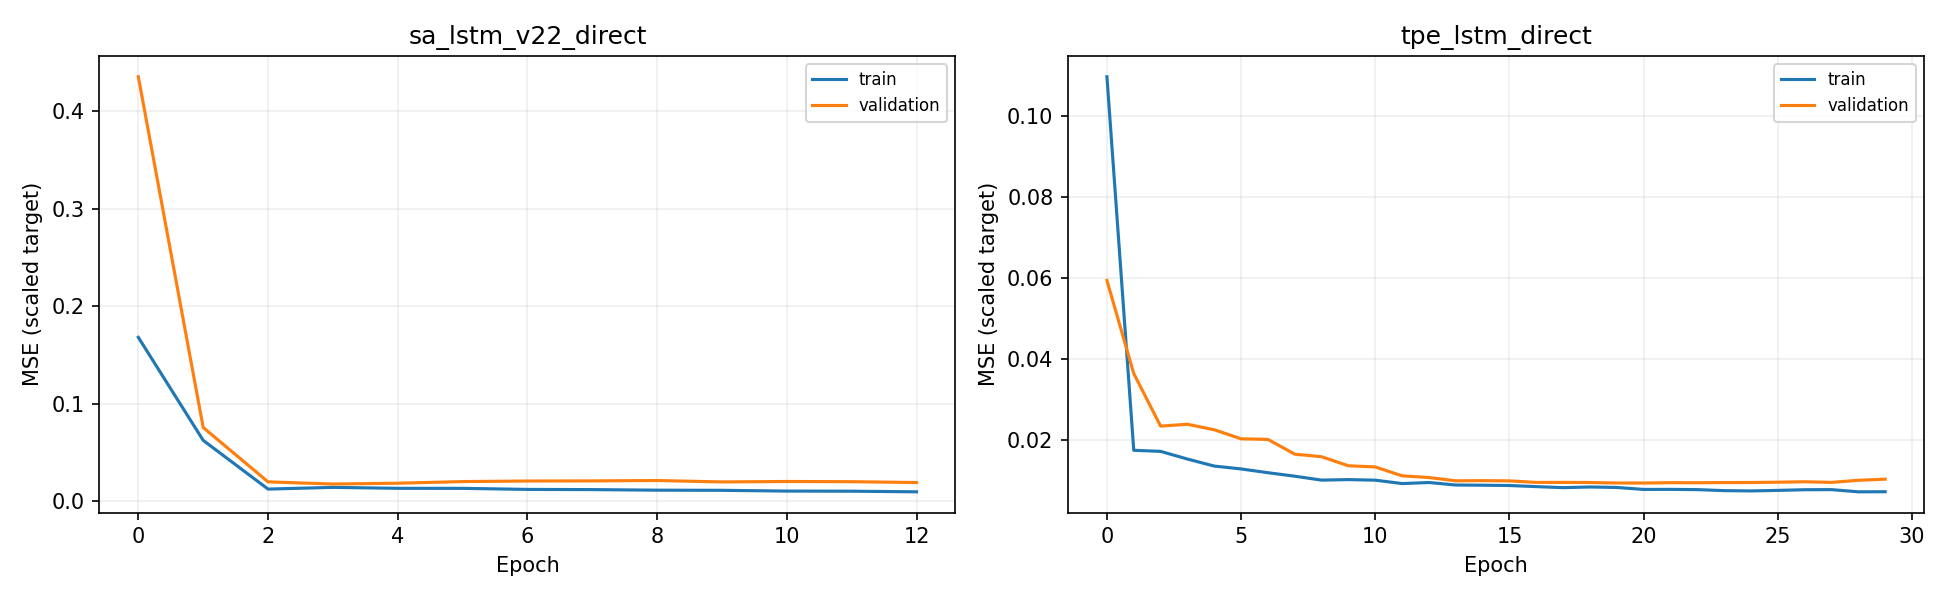 sa_lstm_v22_direct
train
validation
MSE (scaled target)
0.4
0.3
0.2
0.1
0.0
0 2 4 6 8 10 12
Epoch
tpe_lstm_direct
train
validation
MSE (scaled target)
0.10
0.08
0.06
0.04
0.02
0 5 10 15 20 25 30
Epoch